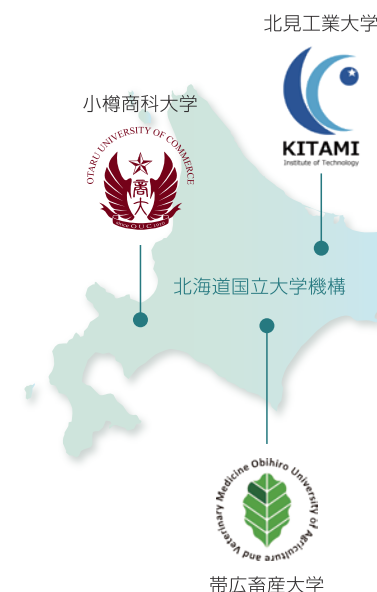 北見工業大学
KITAMI
Institute of Technology
小樽商科大学
OTARU UNIVERSITY OF COMMERCE
商大
since O U C 1910
北海道国立大学機構
Obihiro University of Agriculture and Veterinary Medicine
帯広畜産大学